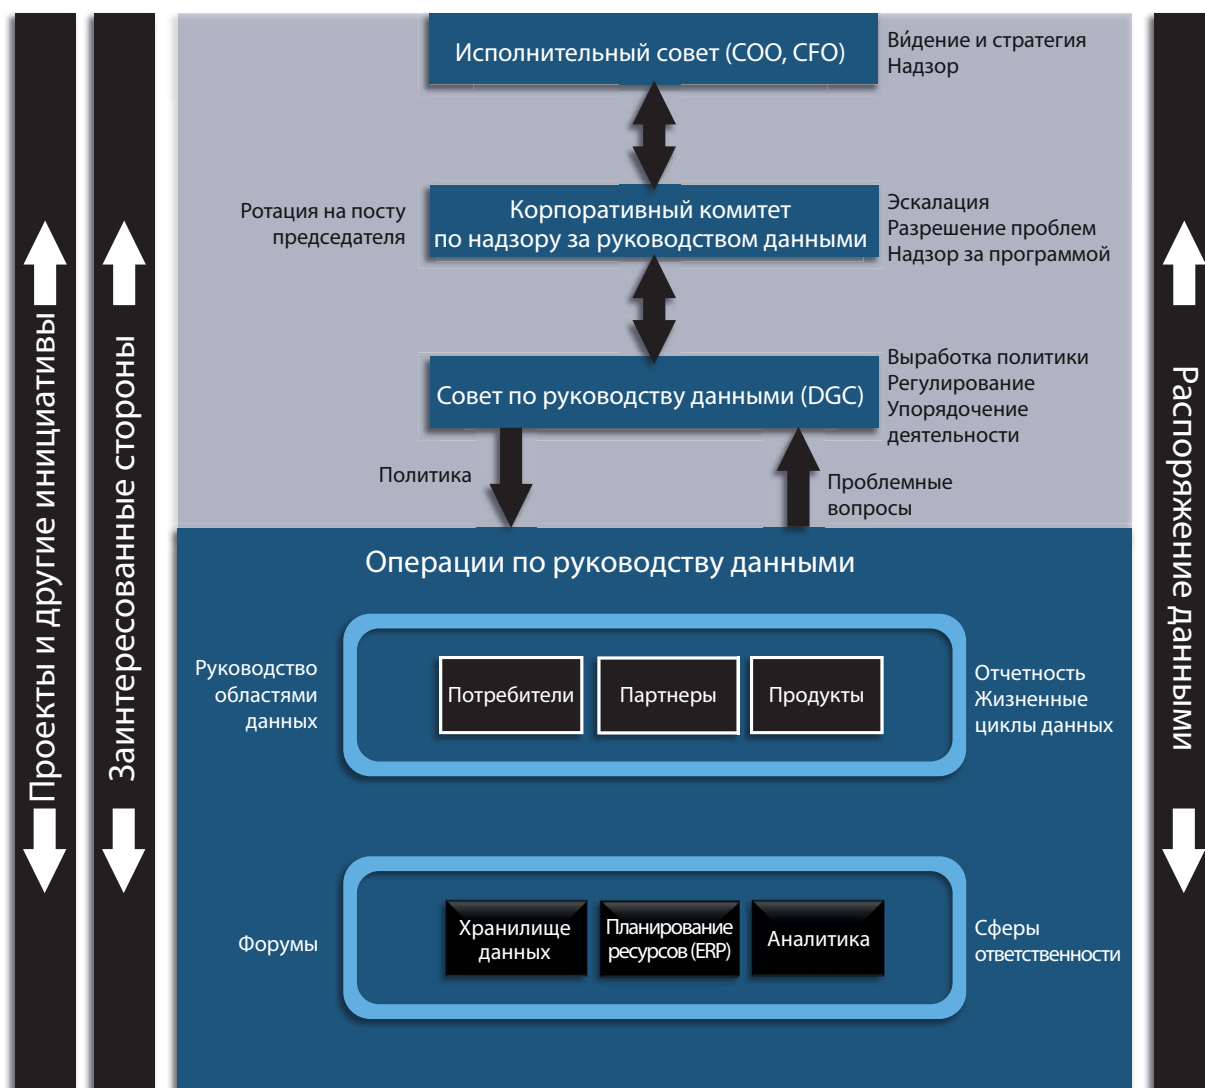 Проекты и другие инициативы
Заинтересованные стороны
Исполнительный совет (COO, CFO)
Ви́дение и стратегия
Надзор
Ротация на посту
председателя
Корпоративный комитет
по надзору за руководством данными
Эскалация
Разрешение проблем
Надзор за программой
Совет по руководству данными (DGC)
Выработка политики
Регулирование
Упорядочение
деятельности
Политика
Проблемные
вопросы
Операции по руководству данными
Руководство
областями
данных
Потребители
Партнеры
Продукты
Отчетность
Жизненные
циклы данных
Форумы
Хранилище
данных
Планирование
ресурсов (ERP)
Аналитика
Сферы
ответственности
Распоряжение данными